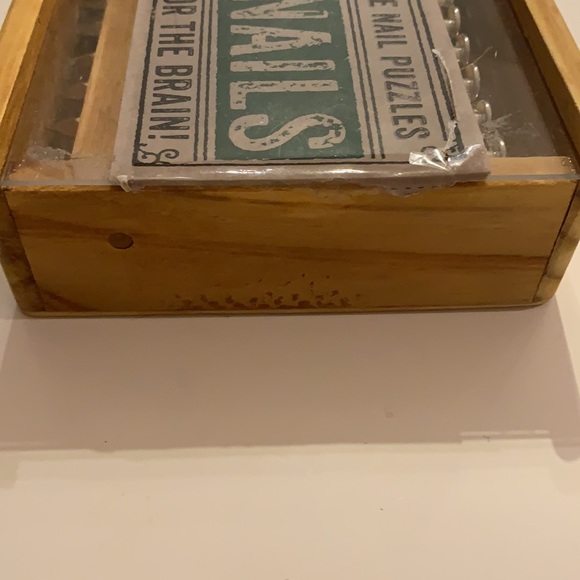 E NAIL PUZZLES
NAILS
OR THE BRAIN!